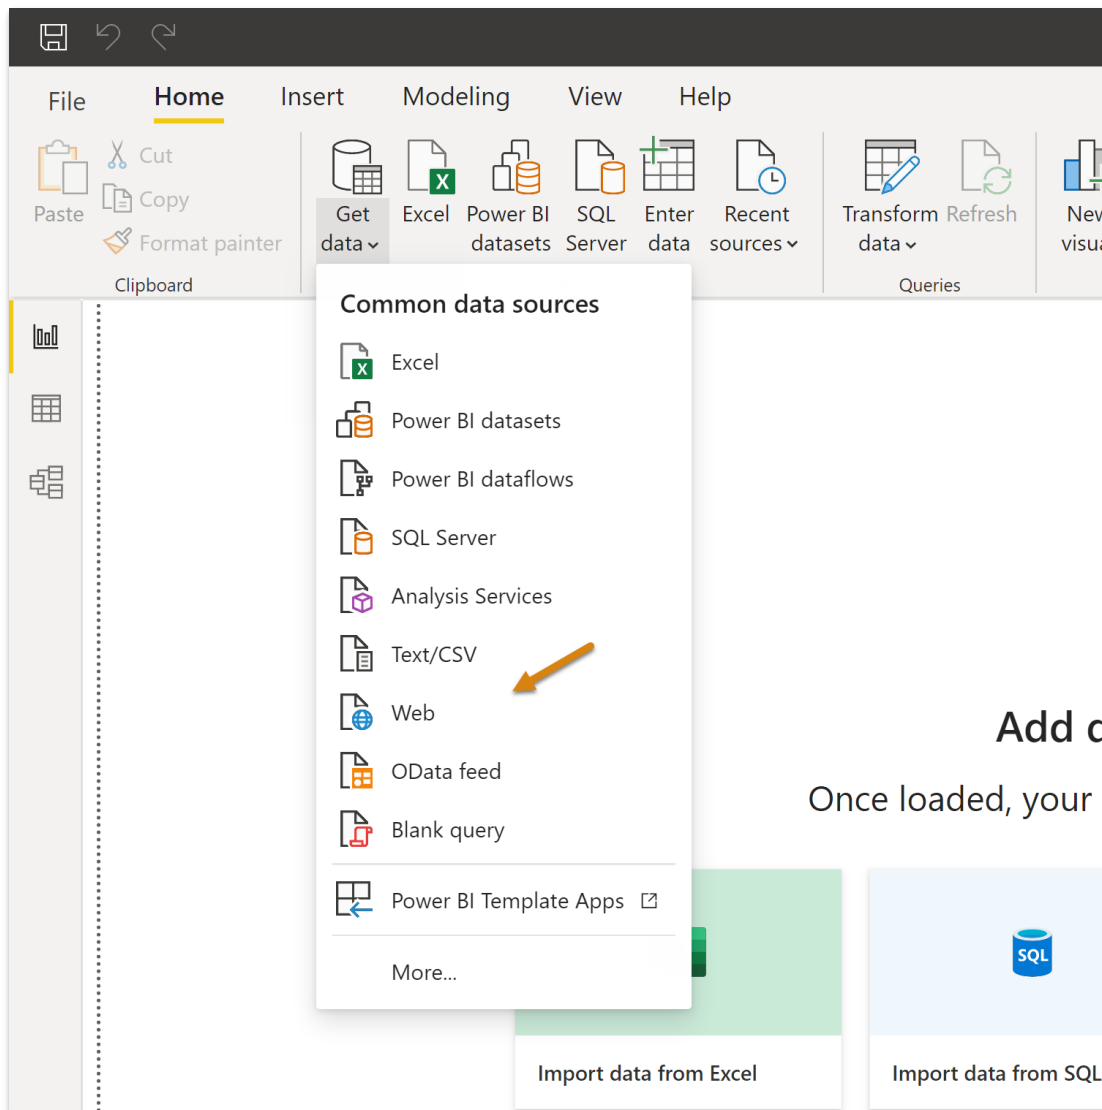 File
Home
Insert
Modeling
View
Help
Paste
Cut
Copy
Format painter
Clipboard
Get
data
Excel
Power BI
datasets
SQL
Server
Enter
data
Recent
sources
Transform
data
Refresh
Queries
New
visua
Common data sources
Excel
Power BI datasets
Power BI dataflows
SQL Server
Analysis Services
Text/CSV
Web
OData feed
Blank query
Power BI Template Apps
More...
Add d
Once loaded, your
SQL
Import data from Excel
Import data from SQL